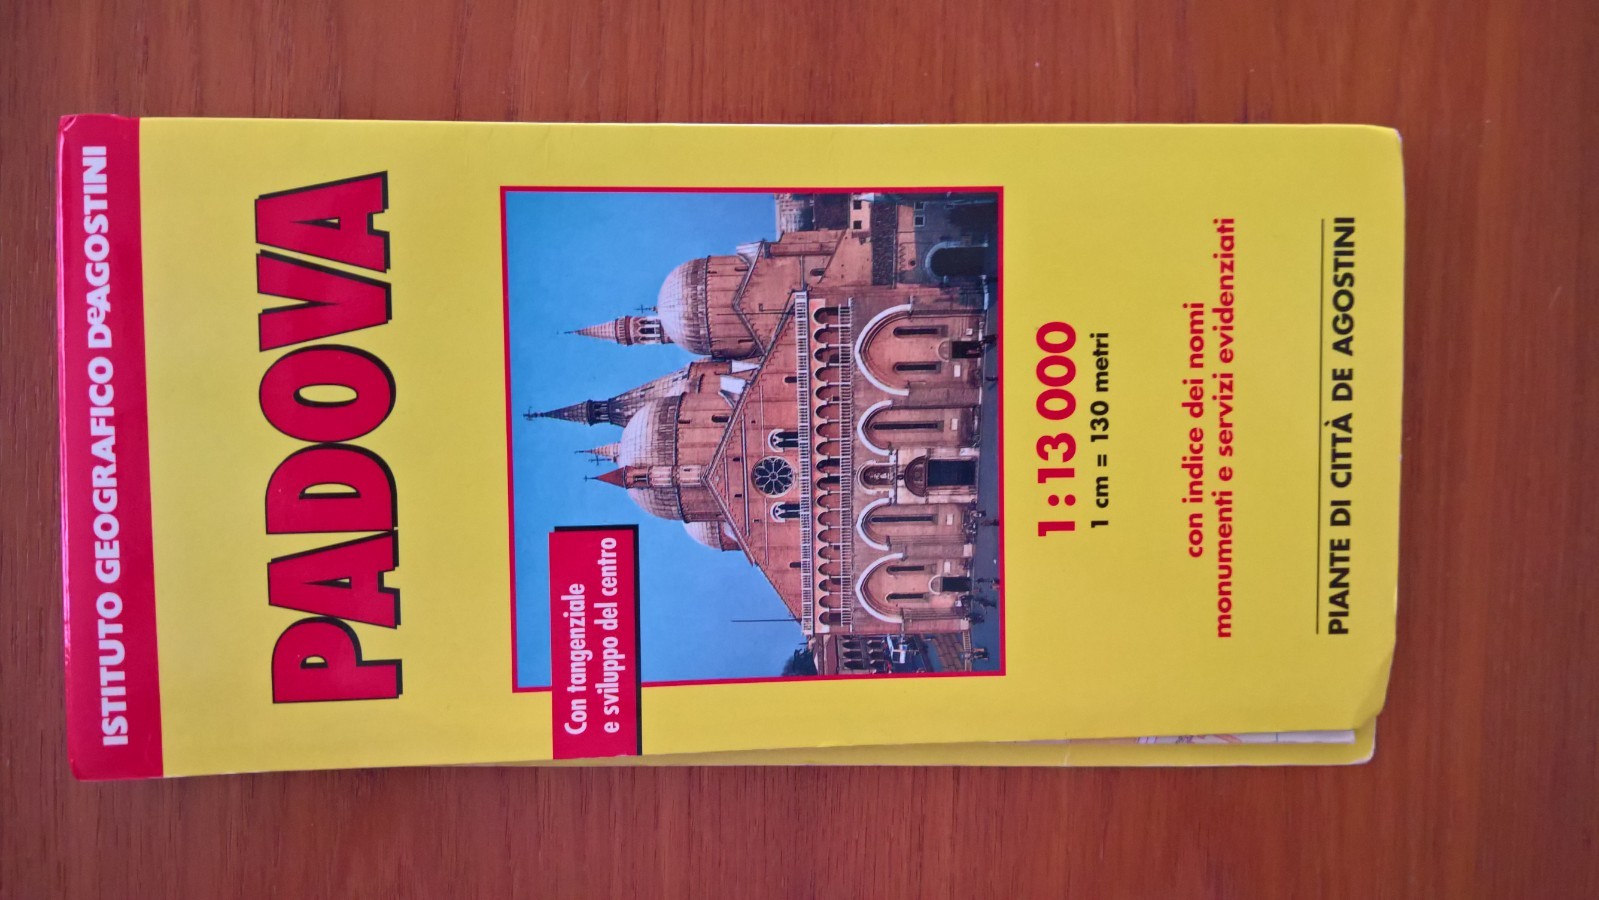 ISTITUTO GEOGRAFICO DEAGOSTINI
PADOVA
Con tangenziale
e sviluppo del centro
1:13 000
1 cm = 130 metri
con indice dei nomi
monumenti e servizi evidenziati
PIANTE DI CITTÀ DE AGOSTINI